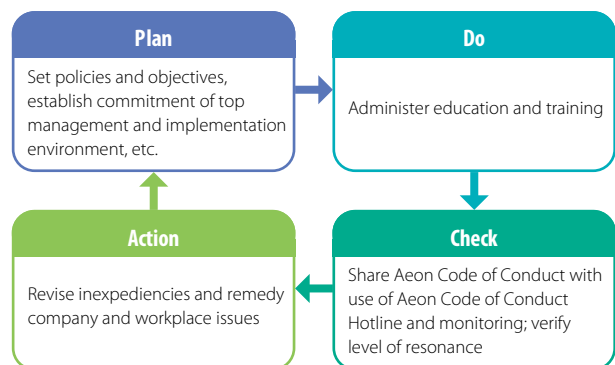 Plan
Set policies and objectives,
establish commitment of top
management and implementation
environment, etc.
Do
Administer education and training
Action
Revise inexpediencies and remedy
company and workplace issues
Check
Share Aeon Code of Conduct with
use of Aeon Code of Conduct
Hotline and monitoring; verify
level of resonance